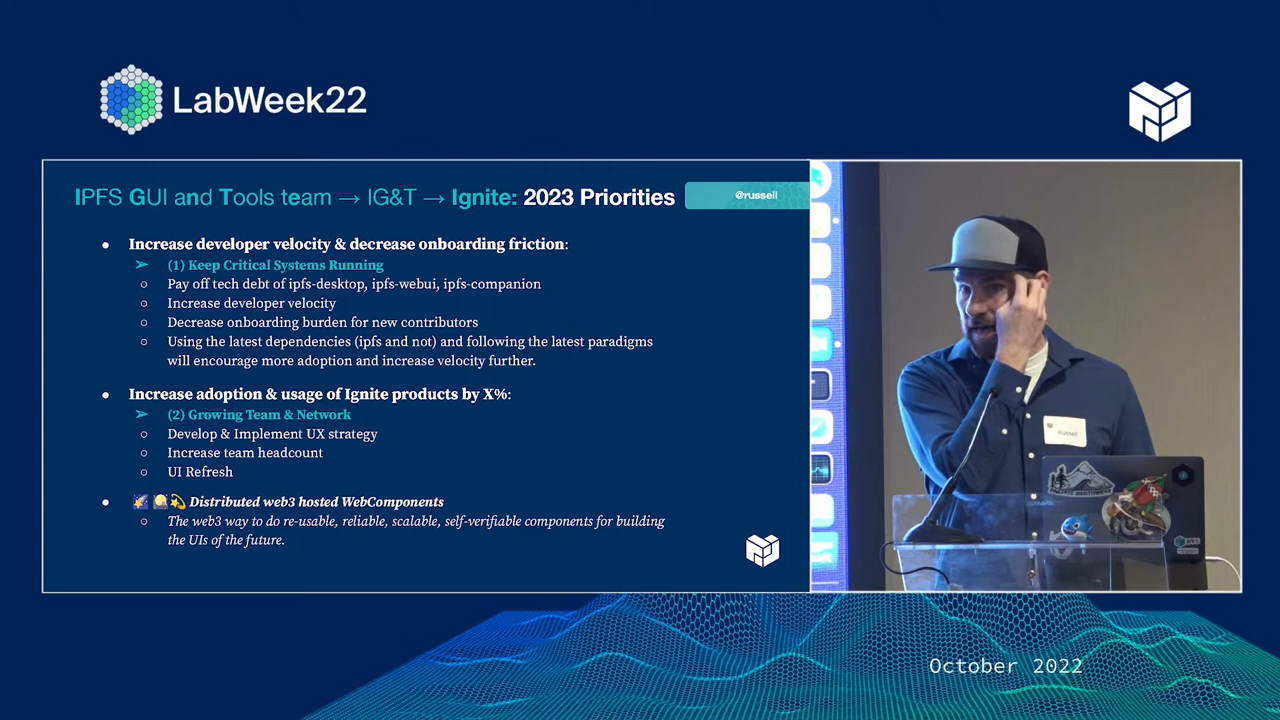 LabWeek22
IPFS GUI and Tools team → IG&T → Ignite: 2023 Priorities
@russell
● Increase developer velocity & decrease onboarding friction:
➢ (1) Keep Critical Systems Running
○ Pay off tech debt of ipfs-desktop, ipfs-webui, ipfs-companion
○ Increase developer velocity
○ Decrease onboarding burden for new contributors
○ Using the latest dependencies (ipfs and not) and following the latest paradigms
will encourage more adoption and increase velocity further.
● Increase adoption & usage of Ignite products by X%:
➢ (2) Growing Team & Network
○ Develop & Implement UX strategy
○ Increase team headcount
○ UI Refresh
● 🌠 🎑 💫 Distributed web3 hosted WebComponents
○ The web3 way to do re-usable, reliable, scalable, self-verifiable components for building
the UIs of the future.
Russell
IPFS
October 2022